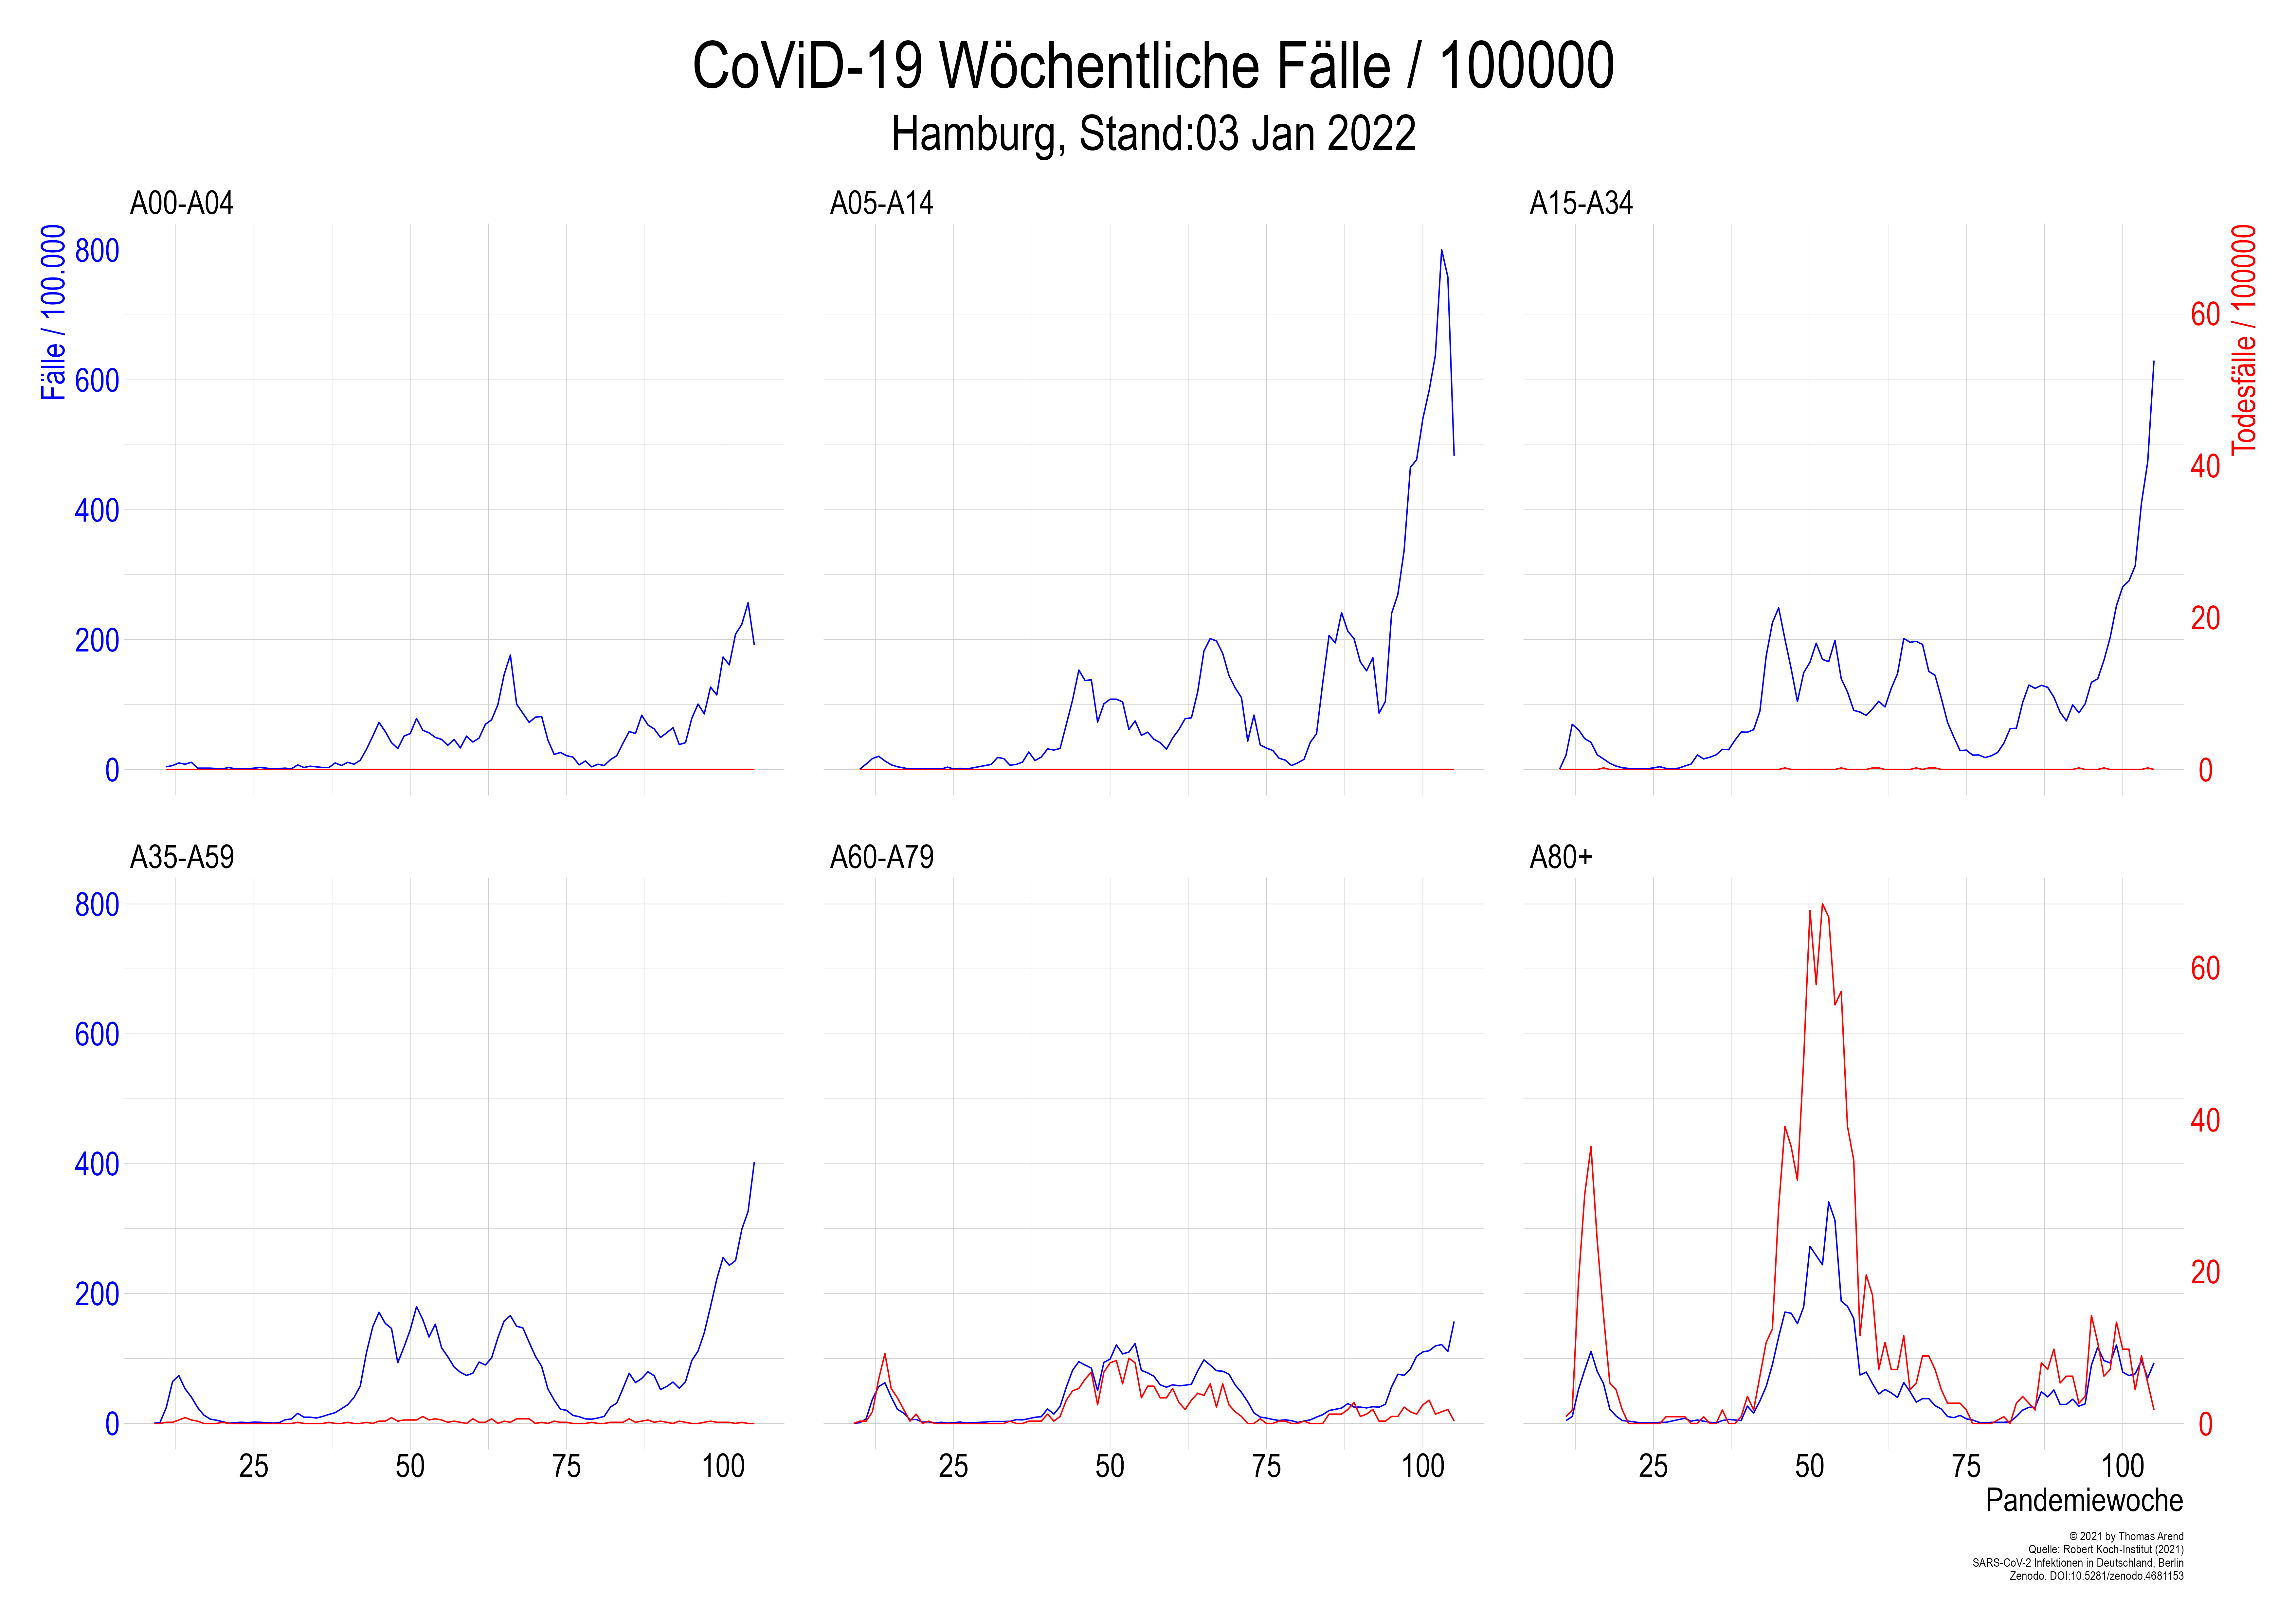 CoViD-19 Wöchentliche Fälle / 100000
Hamburg, Stand:03 Jan 2022
A00-A04
A05-A14
A15-A34
Fälle / 100.000
800
600
400
200
0
Todesfälle / 100000
60
40
20
0
A35-A59
A60-A79
A80+
800
600
400
200
0
60
40
20
0
25 50 75 100
25 50 75 100
25 50 75 100
Pandemiewoche
© 2021 by Thomas Arend
Quelle: Robert Koch-Institut (2021)
SARS-CoV-2 Infektionen in Deutschland, Berlin
Zenodo. DOI:10.5281/zenodo.4681153